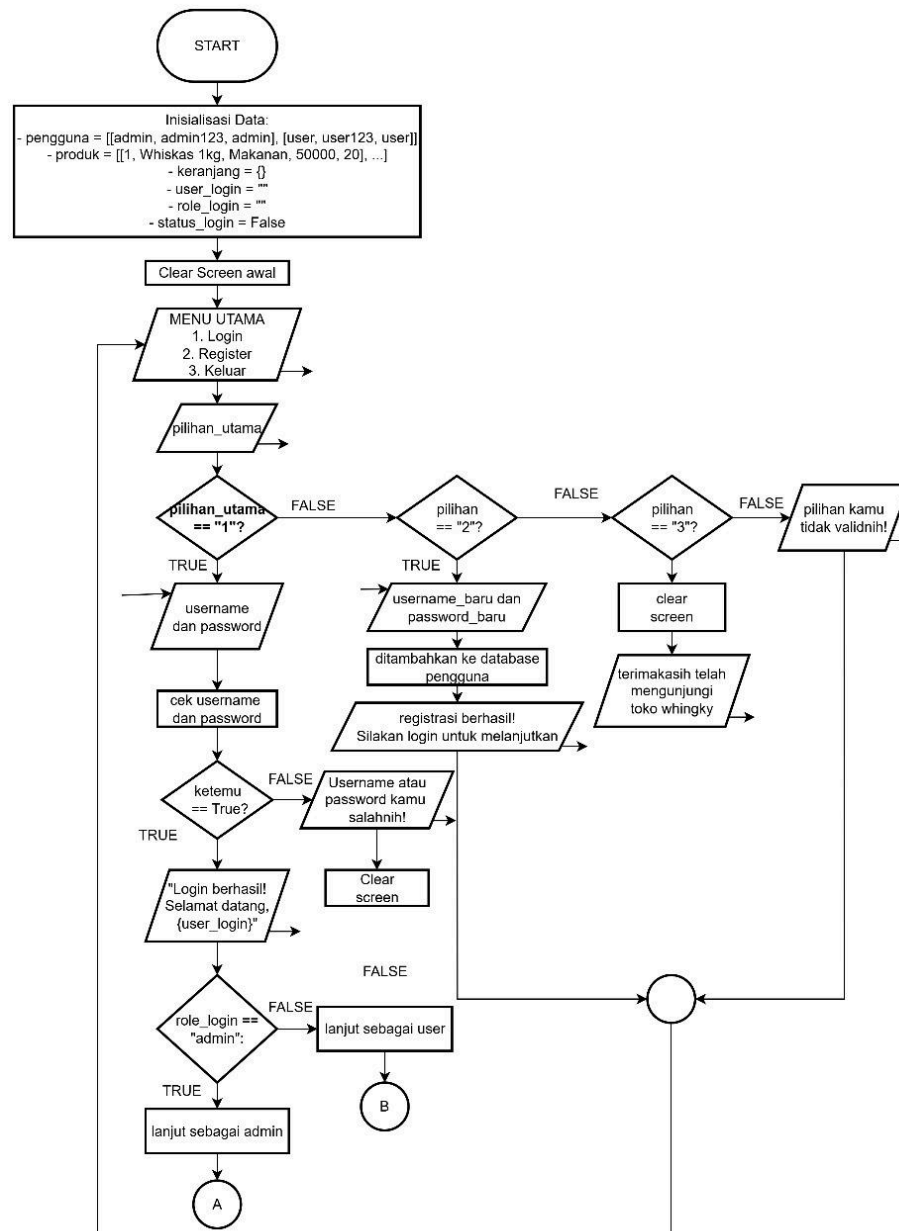 START
Inisialisasi Data:
- pengguna = [[admin, admin123, admin], [user, user123, user]]
- produk = [[1, Whiskas 1kg, Makanan, 50000, 20], ...]
- keranjang = {}
- user_login = ""
- role_login = ""
- status_login = False
Clear Screen awal
MENU UTAMA
1. Login
2. Register
3. Keluar
pilihan_utama
pilihan_utama
== "1"?
FALSE
TRUE
pilihan
== "2"?
FALSE
TRUE
pilihan
== "3"?
FALSE
pilihan kamu
tidak validnih!
username
dan password
username_baru dan
password_baru
clear
screen
cek username
dan password
ditambahkan ke database
pengguna
terimakasih telah
mengunjungi
toko whingky
registrasi berhasil!
Silakan login untuk melanjutkan
ketemu
== True?
FALSE
TRUE
Username atau
password kamu
salahnih!
Clear
screen
"Login berhasil!
Selamat datang,
{user_login}"
FALSE
role_login ==
"admin":
FALSE
TRUE
lanjut sebagai user
B
lanjut sebagai admin
A